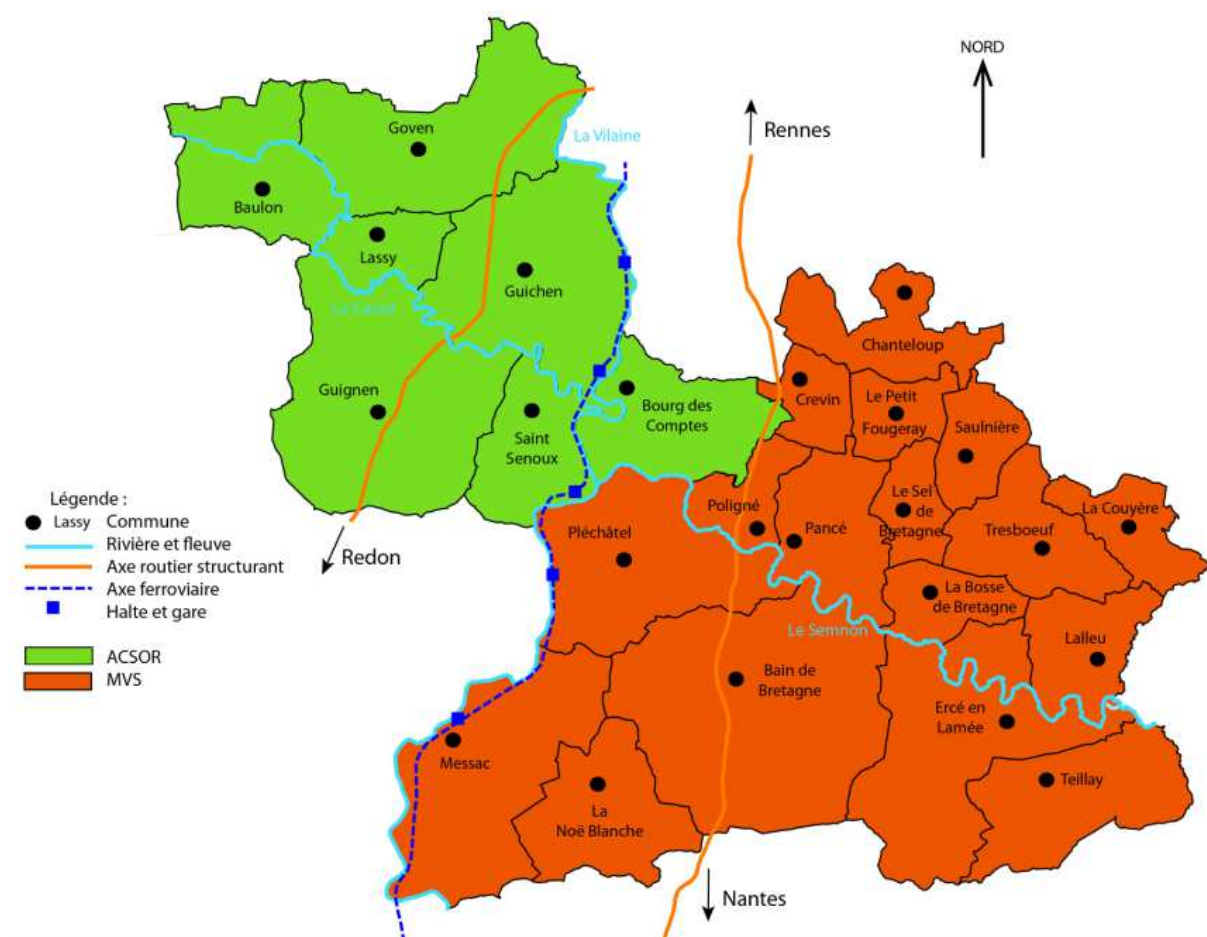 NORD
La Vilaine
Rennes
Goven
Baulon
Lassy
Guichen
Le Canut
Chanteloup
Guignen
Saint
Senoux
Bourg des
Comptes
Crevin
Le Petit
Fougeray
Saulnière
Légende :
Lassy Commune
Rivière et fleuve
Axe routier structurant
Axe ferroviaire
Halte et gare
ACSOR
MVS
Redon
Pléchâtel
Poligné
Pancé
Le Sel
de
Bretagne
Tresboeuf
La Couyère
La Bosse
de Bretagne
Le Semnon
Lalleu
Bain de
Bretagne
Ercé en
Lamée
Messac
La
Noë Blanche
Teillay
Nantes